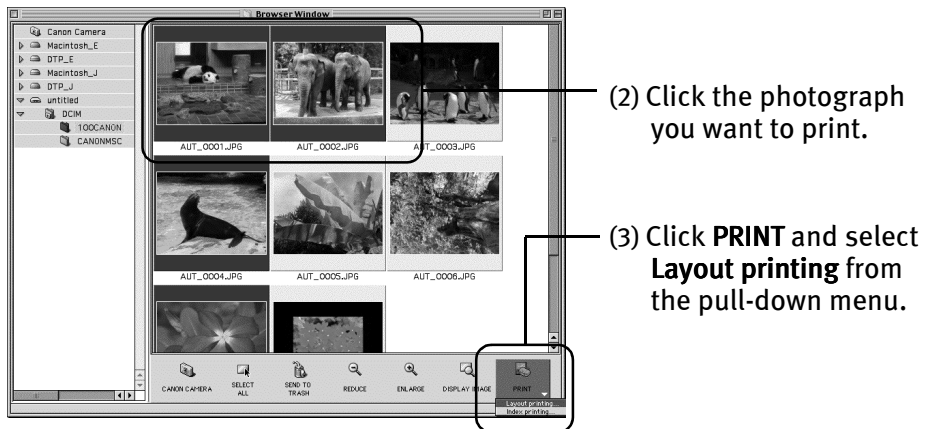 Browser Window
Canon Camera
Macintosh_E
DTP_E
Macintosh_J
DTP_J
untitled
DCIM
100CANON
CANONMSC
AUT_0001.JPG
AUT_0002.JPG
AUT_0003.JPG
AUT_0004.JPG
AUT_0005.JPG
AUT_0006.JPG
CANON CAMERA
SELECT
ALL
SEND TO
TRASH
REDUCE
ENLARGE
DISPLAY IMAGE
PRINT
Layout printing...
Index printing...
(2) Click the photograph
you want to print.
(3) Click PRINT and select
Layout printing from
the pull-down menu.